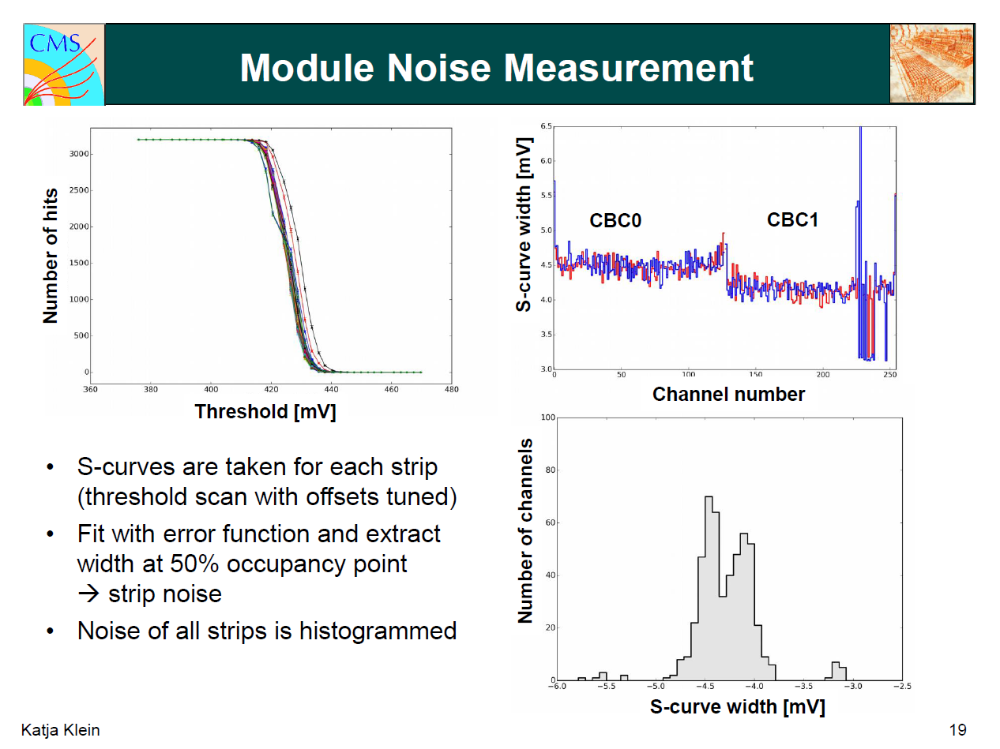 CMS
Module Noise Measurement
Number of hits
3000
2500
2000
1500
1000
500
0
360 380 400 420 440 460 480
Threshold [mV]
S-curve width [mV]
6.5
6.0
5.5
5.0
4.5
4.0
3.5
3.0
CBC0 CBC1
0 50 100 150 200 250
Channel number
• S-curves are taken for each strip
(threshold scan with offsets tuned)
• Fit with error function and extract
width at 50% occupancy point
→ strip noise
• Noise of all strips is histogrammed
Number of channels
100
80
60
40
20
0
−6.0 −5.5 −5.0 −4.5 −4.0 −3.5 −3.0 −2.5
S-curve width [mV]
Katja Klein
19